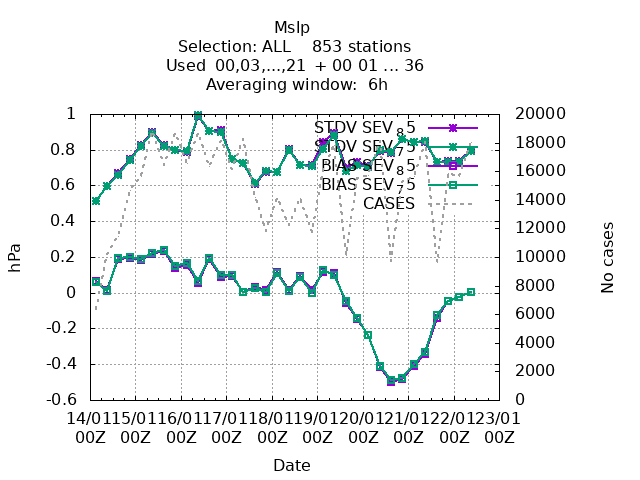 Mslp
Selection: ALL 853 stations
Used 00,03,...,21 + 00 01 ... 36
Averaging window: 6h
1
0.8
0.6
0.4
0.2
0
-0.2
-0.4
-0.6
hPa
20000
18000
16000
14000
12000
10000
8000
6000
4000
2000
0
No cases
STDV SEV_8 5
STDV SEV_7 5
BIAS SEV_8 5
BIAS SEV_7 5
CASES
14/01 15/01 16/01 17/01 18/01 19/01 20/01 21/01 22/01 23/01
00Z 00Z 00Z 00Z 00Z 00Z 00Z 00Z 00Z 00Z
Date